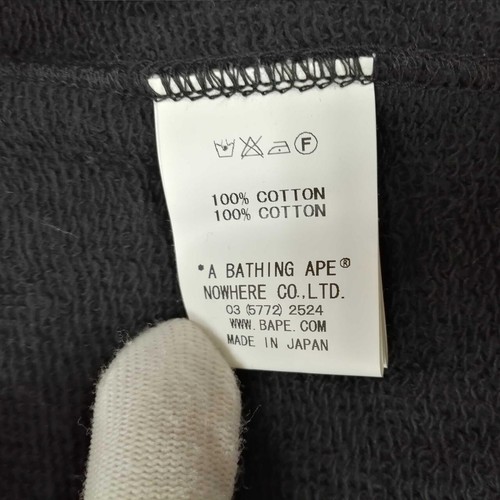 F
100% COTTON
100% COTTON
*A BATHING APE®
NOWHERE CO.,LTD.
03 (5772) 2524
WWW.BAPE.COM
MADE IN JAPAN